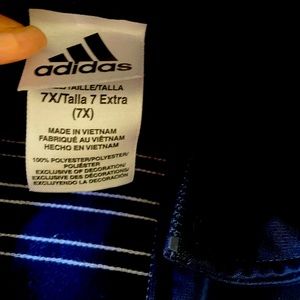 adidas
/TAILLE/TALLA
7X/Talla 7 Extra
(7X)
MADE IN VIETNAM
FABRIQUÉ AU VIÊTNAM
HECHO EN VIETNAM
100% POLYESTER/POLYESTER/
POLIÉSTER
EXCLUSIVE OF DECORATION/
EXCLUSIVE DES DÉCORATIONS/
EXCLUYENDO LA DECORACIÓN